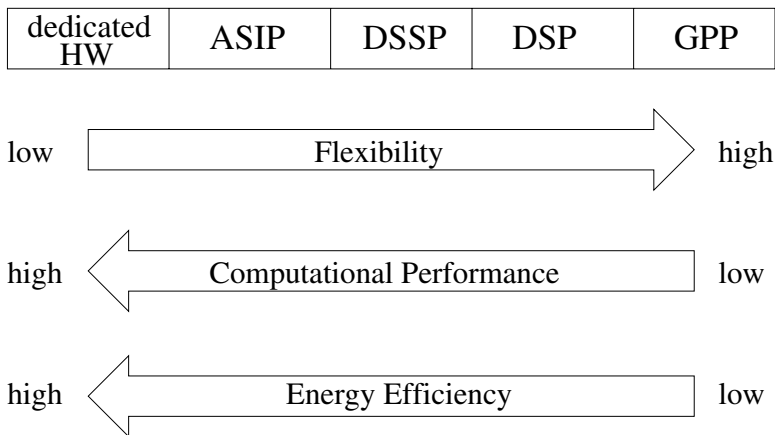 dedicated HW ASIP DSSP DSP GPP
low Flexibility high
high Computational Performance low
high Energy Efficiency low